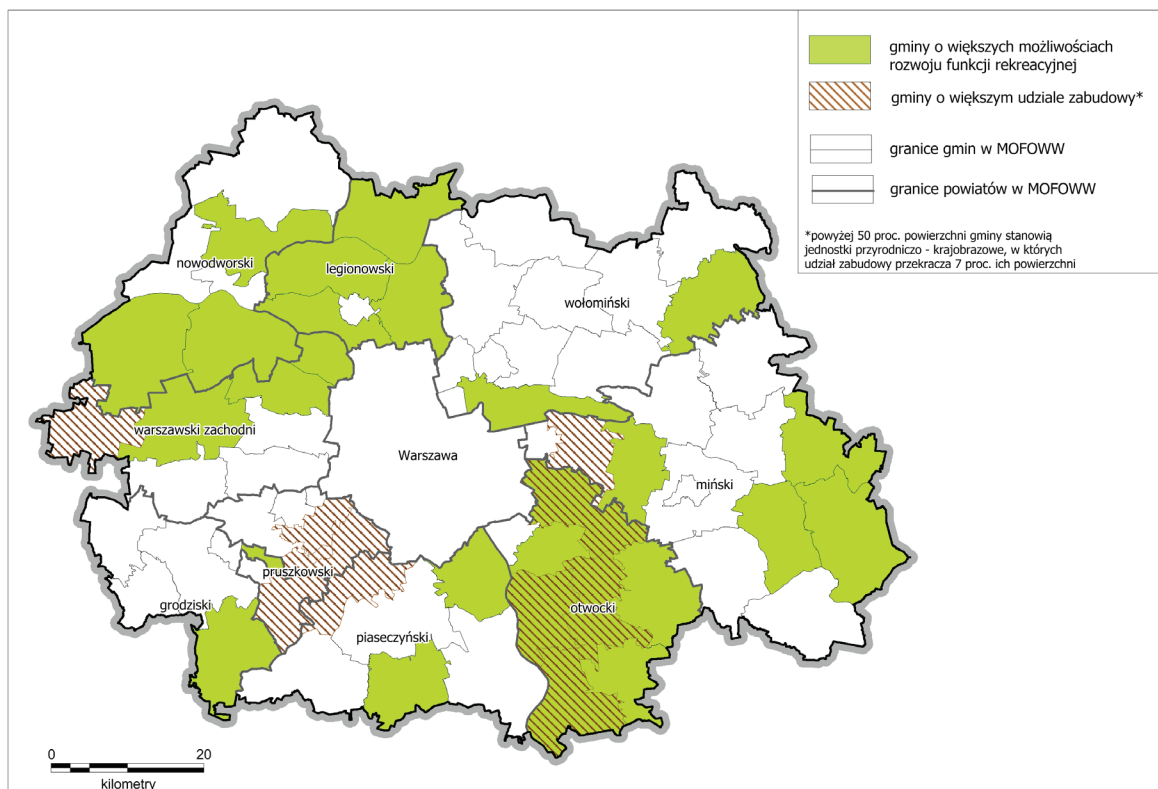 gminy o większych możliwościach
rozwoju funkcji rekreacyjnej
gminy o większym udziale zabudowy*
granice gmin w MOFOWW
granice powiatów w MOFOWW
*powyżej 50 proc. powierzchni gminy stanowią
jednostki przyrodniczo - krajobrazowe, w których
udział zabudowy przekracza 7 proc. ich powierzchni
nowodworski
legionowski
wołomiński
warszawski zachodni
Warszawa
miński
pruszkowski
grodziski
otwocki
piaseczyński
0 20
kilometry